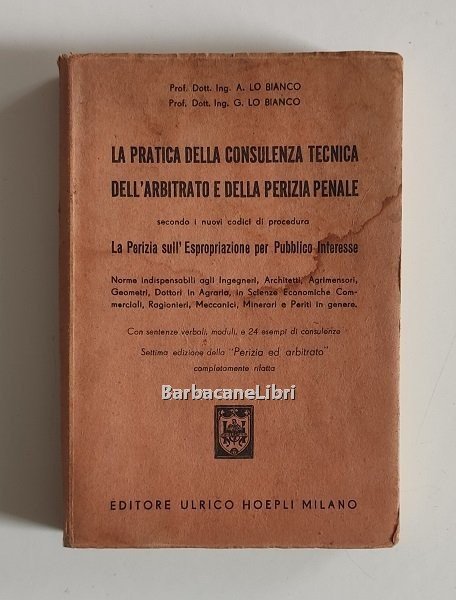 Prof. Dott. Ing. A. LO BIANCO
Prof. Dott. Ing. G. LO BIANCO
LA PRATICA DELLA CONSULENZA TECNICA
DELL'ARBITRATO E DELLA PERIZIA PENALE
secondo i nuovi codici di procedura
La Perizia sull' Espropriazione per Pubblico Interesse
Norme indispensabili agli Ingegneri, Architetti, Agrimensori,
Geometri, Dottori in Agraria, in Scienze Economiche Com-
merciali, Ragionieri, Meccanici, Minerari e Periti in genere.
Con sentenze verbali, moduli, e 24 esempi di consulenze
Settima edizione della "Perizia ed arbitrato"
completamente rifatta
BarbacaneLibri
EDITORE ULRICO HOEPLI MILANO